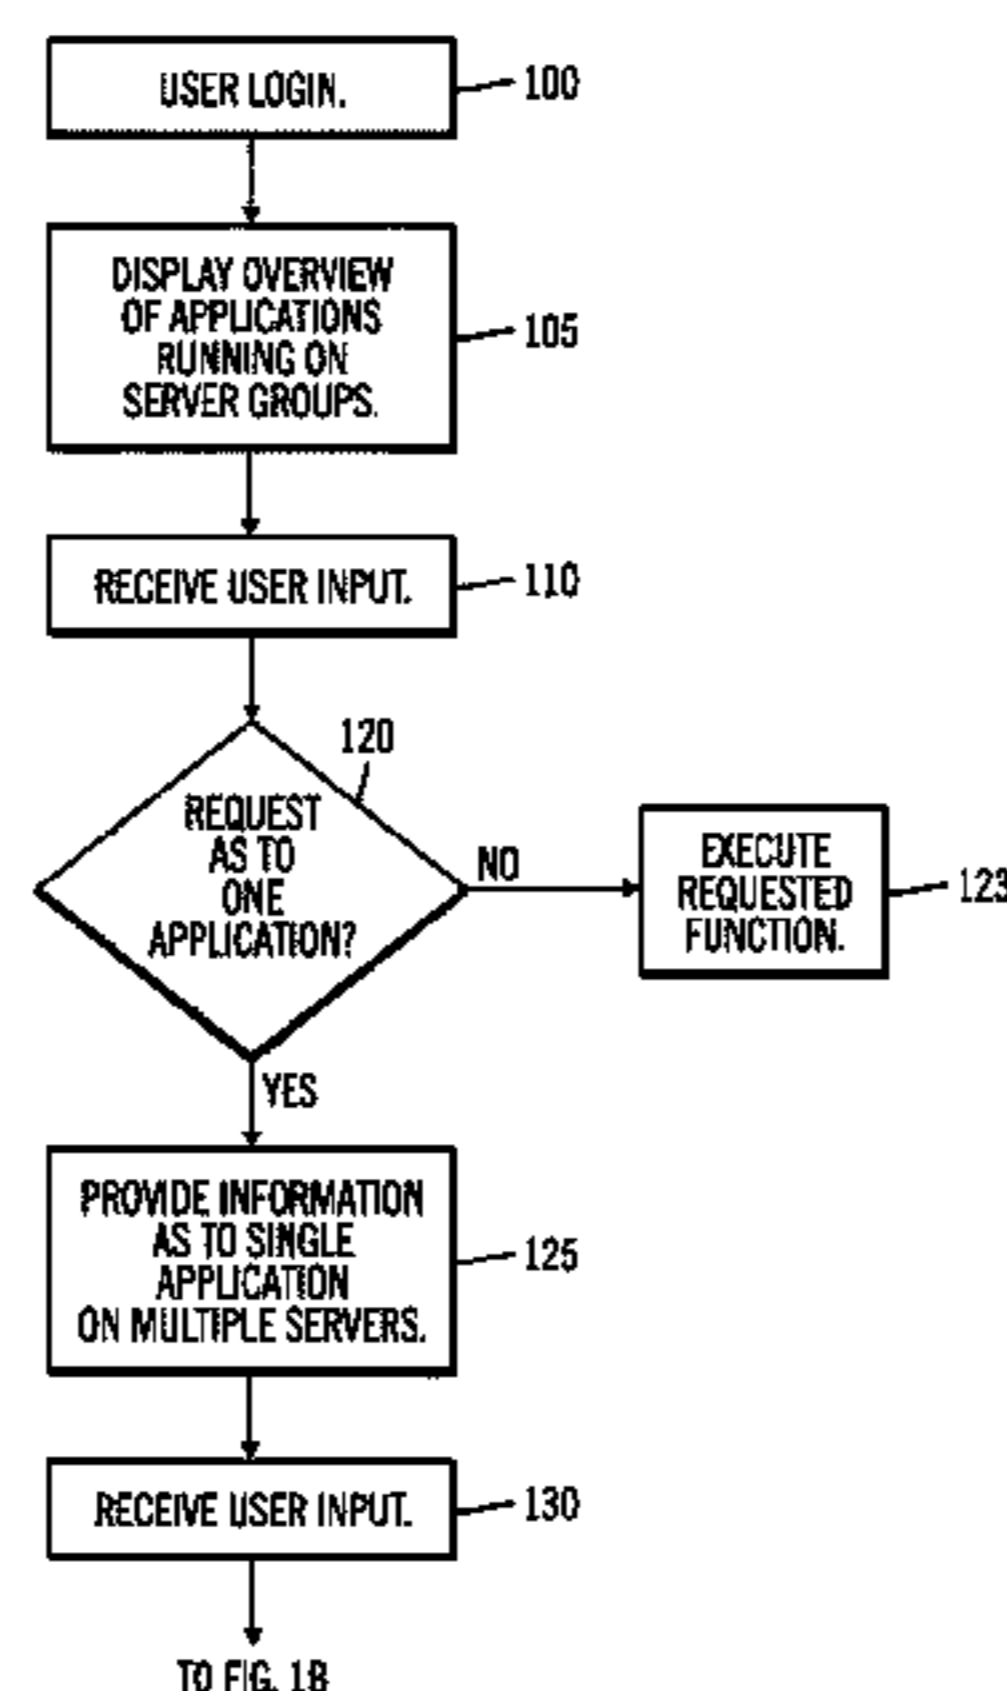 USER LOGIN.
100
DISPLAY OVERVIEW
OF APPLICATIONS
RUNNING ON
SERVER GROUPS.
105
RECEIVE USER INPUT.
110
120
REQUEST
AS TO
ONE
APPLICATION?
NO
EXECUTE
REQUESTED
FUNCTION.
123
YES
PROVIDE INFORMATION
AS TO SINGLE
APPLICATION
ON MULTIPLE SERVERS.
125
RECEIVE USER INPUT.
130
TO FIG. 1B